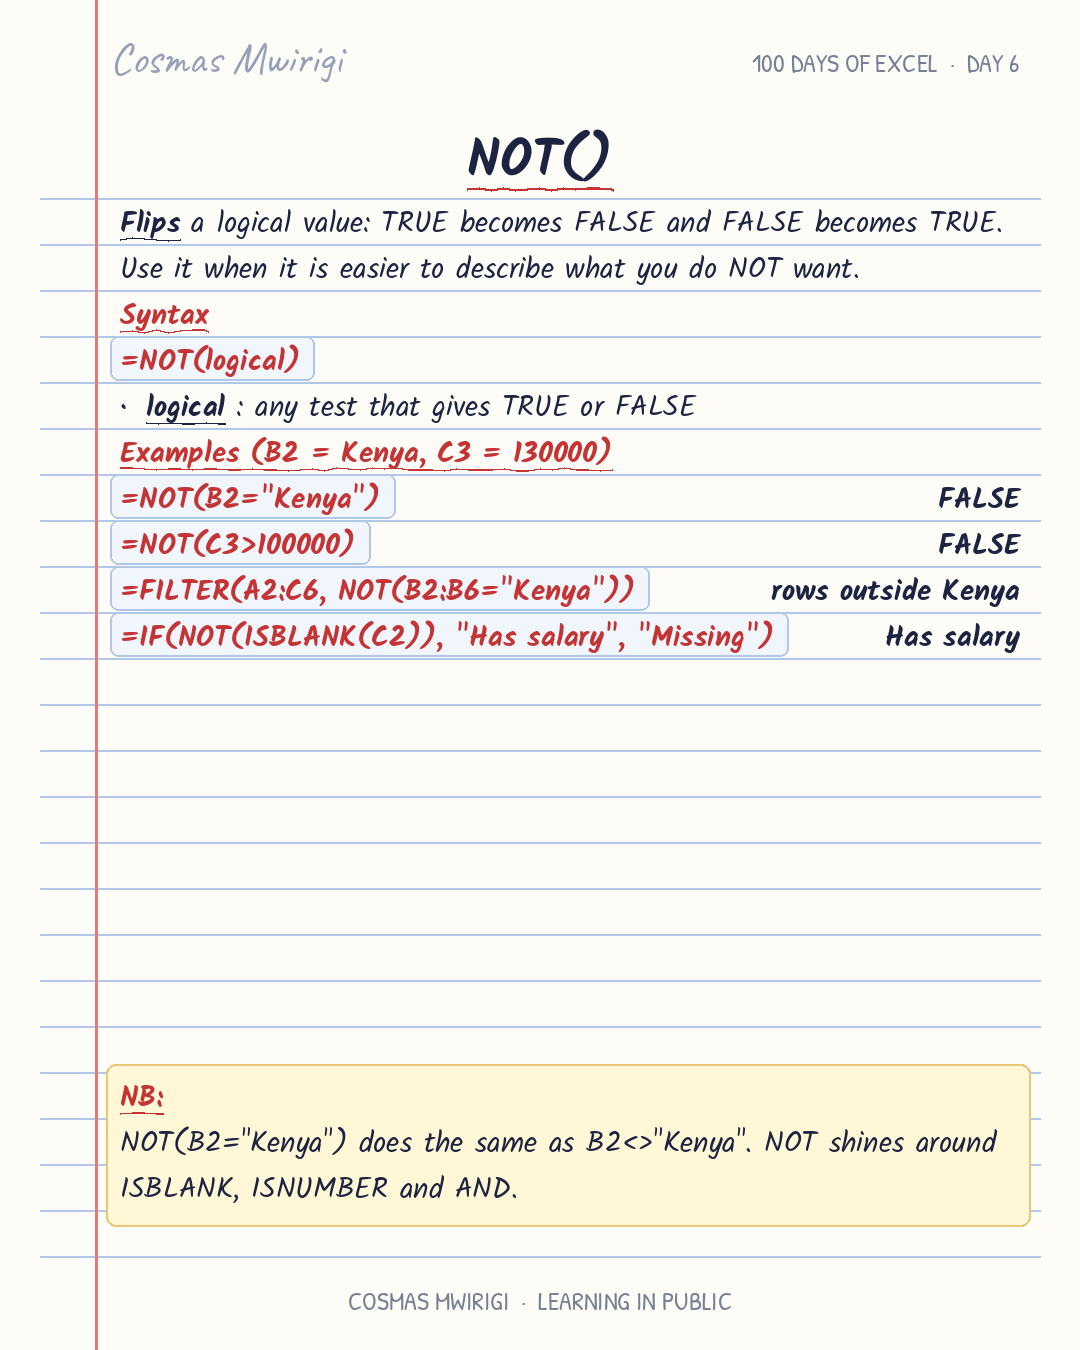 Cosmas Mwirigi
100 DAYS OF EXCEL · DAY 6
NOT()
Flips a logical value: TRUE becomes FALSE and FALSE becomes TRUE.
Use it when it is easier to describe what you do NOT want.
Syntax
=NOT(logical)
· logical : any test that gives TRUE or FALSE
Examples (B2 = Kenya, C3 = 130000)
=NOT(B2="Kenya") FALSE
=NOT(C3>100000) FALSE
=FILTER(A2:C6, NOT(B2:B6="Kenya")) rows outside Kenya
=IF(NOT(ISBLANK(C2)), "Has salary", "Missing") Has salary
NB:
NOT(B2="Kenya") does the same as B2<>"Kenya". NOT shines around
ISBLANK, ISNUMBER and AND.
COSMAS MWIRIGI · LEARNING IN PUBLIC